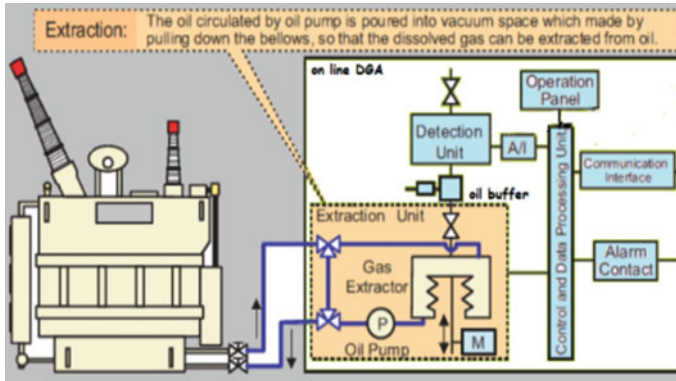 Extraction: The oil circulated by oil pump is poured into vacuum space which made by
pulling down the bellows, so that the dissolved gas can be extracted from oil.
on line DGA
Operation
Panel
Detection
Unit
A/I
Communication
Interface
oil buffer
Extraction Unit
Control and Data Processing Unit
Gas
Extractor
Alarm
Contact
P
Oil Pump
M